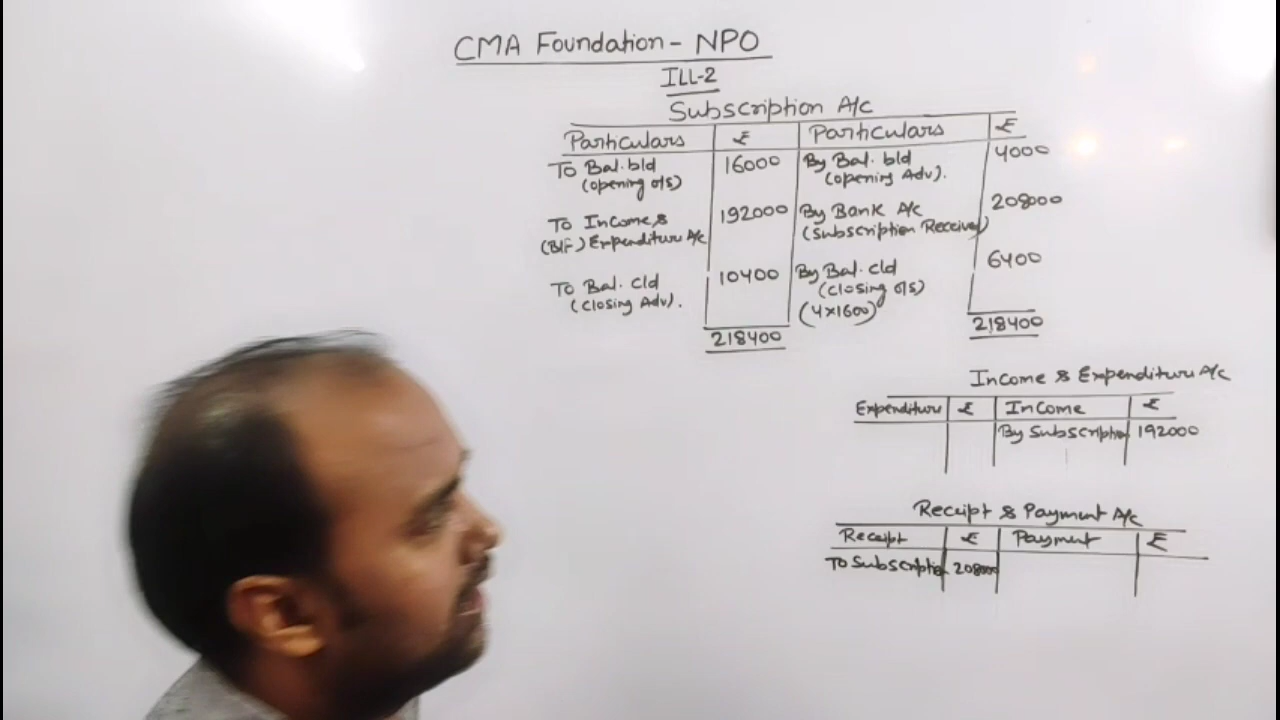 CMA Foundation - NPO
ILL-2
Subscription A/c
Particulars ₹ Particulars ₹
To Bal. b/d 16000 By Bal. b/d 4000
(opening o/s) (opening Adv).
To Income & 192000 By Bank A/c 208000
(B/F) Expenditure A/c (Subscription Received)
To Bal. c/d 10400 By Bal. c/d 6400
(closing Adv). (closing o/s)
(4×1600)
218400 218400
Income & Expenditure A/c
Expenditure ₹ Income ₹
By Subscription 192000
Receipt & Payment A/c
Receipt ₹ Payment ₹
To Subscription 208000